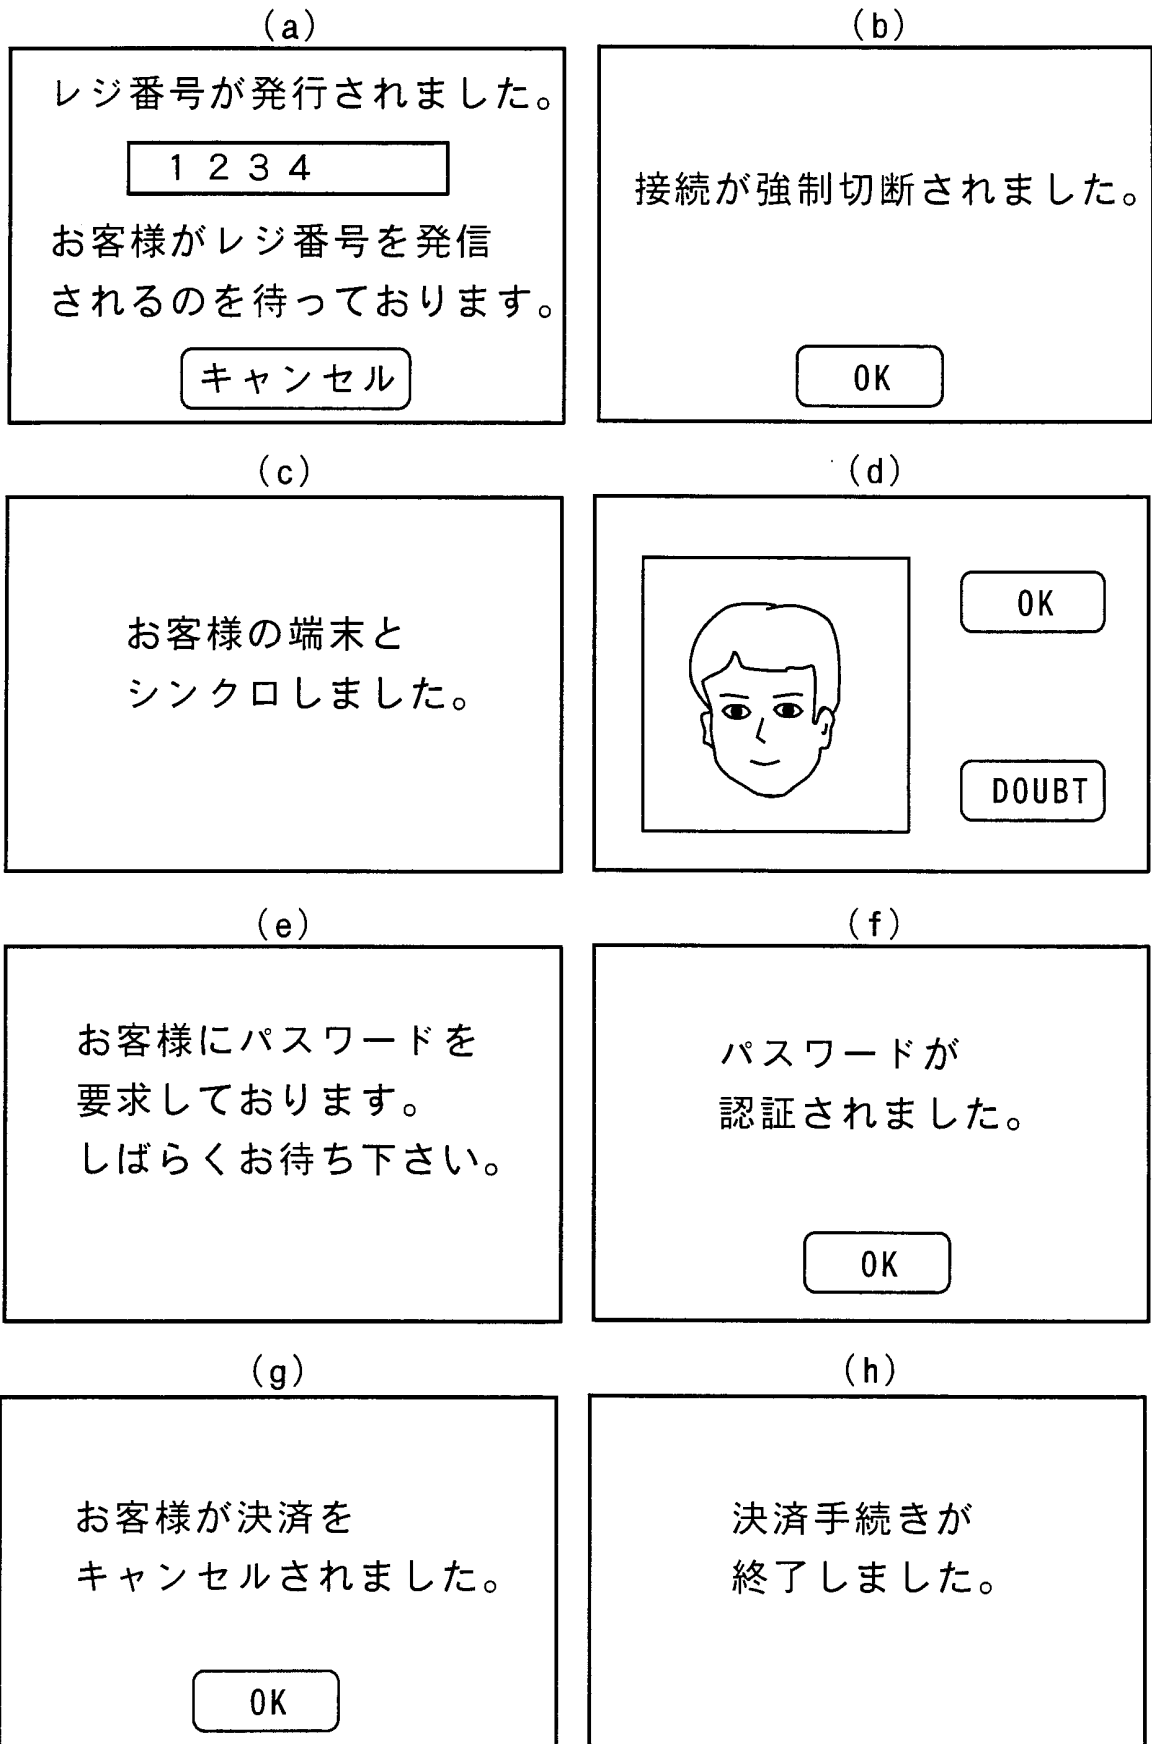 (a)
レジ番号が発行されました。
1234
お客様がレジ番号を発信
されるのを待っております。
キャンセル
(b)
接続が強制切断されました。
OK
(c)
お客様の端末と
シンクロしました。
(d)
OK
DOUBT
(e)
お客様にパスワードを
要求しております。
しばらくお待ち下さい。
(f)
パスワードが
認証されました。
OK
(g)
お客様が決済を
キャンセルされました。
OK
(h)
決済手続きが
終了しました。